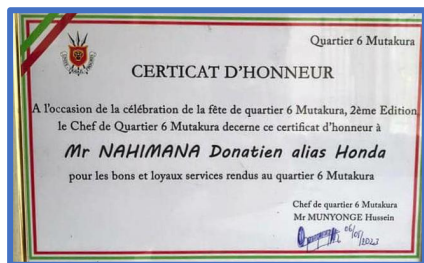 Quartier 6 Mutakura
CERTICAT D'HONNEUR
A l'occasion de la célébration de la fête de quartier 6 Mutakura, 2ème Edition,
le Chef de Quartier 6 Mutakura decerne ce certificat d'honneur à
Mr NAHIMANA Donatien alias Honda
pour les bons et loyaux services rendus au quartier 6 Mutakura
Chef de quartier 6 Mutakura
Mr MUNYONGE Hussein